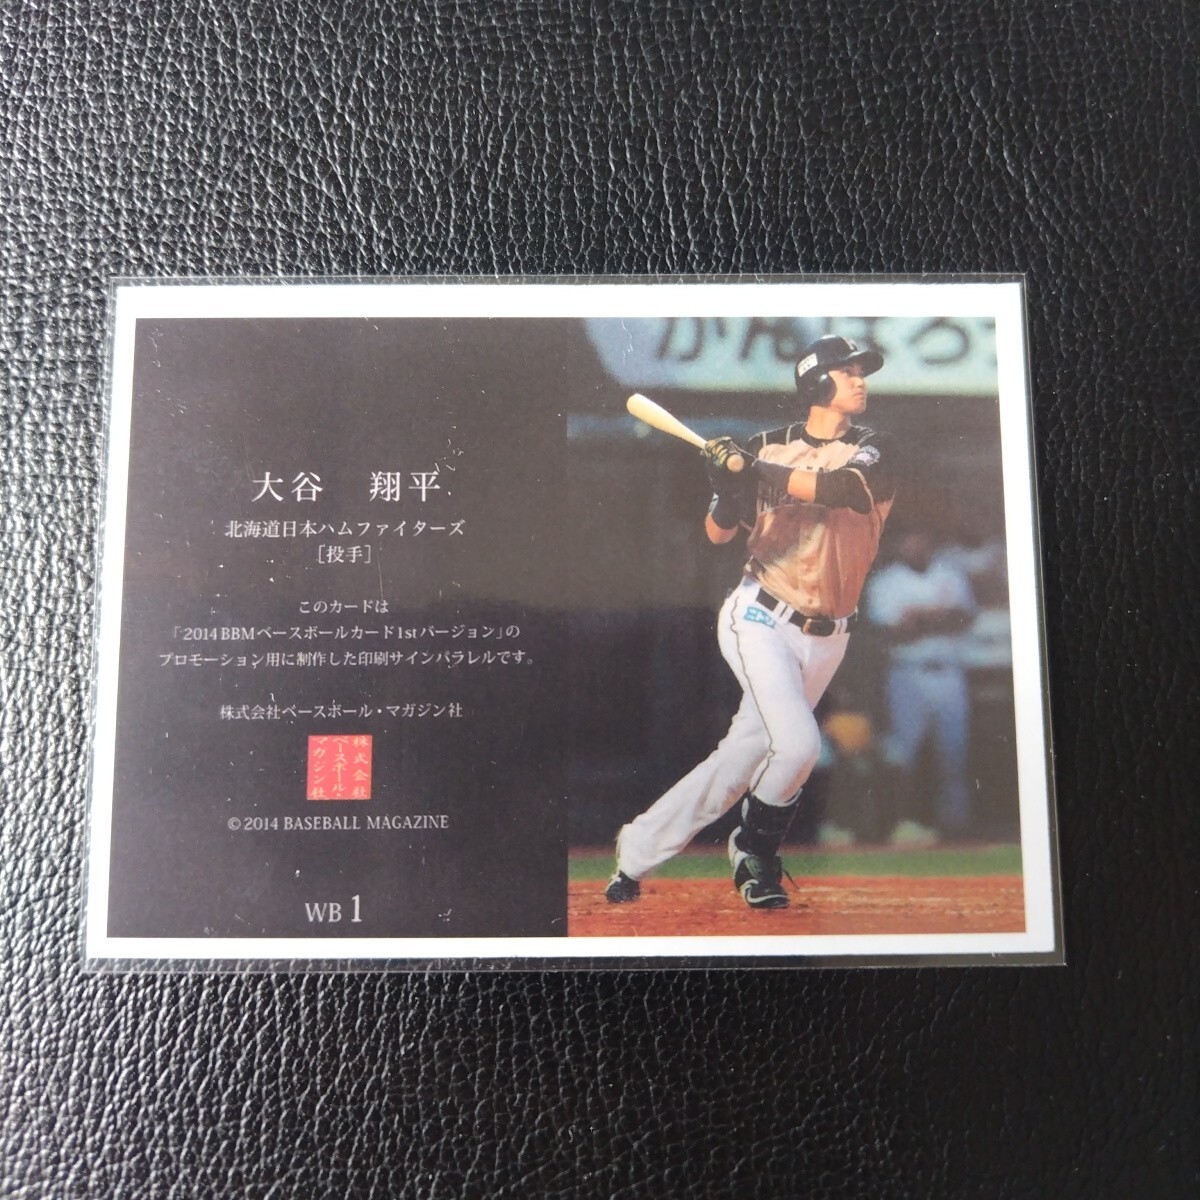 大谷　翔平
北海道日本ハムファイターズ
［投手］
このカードは
「2014 BBMベースボールカード1stバージョン」の
プロモーション用に制作した印刷サインパラレルです。
株式会社ベースボール・マガジン社
株式会社
ベースボール・
マガジン社
© 2014 BASEBALL MAGAZINE
WB 1
がんばろう